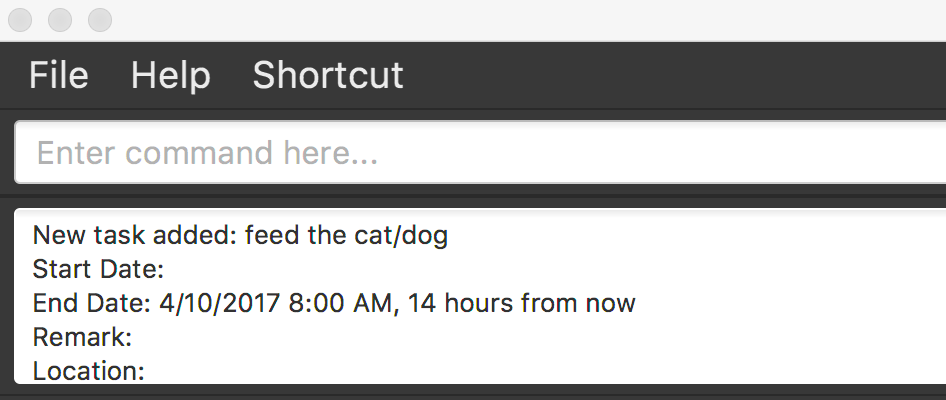 File Help Shortcut
Enter command here...
New task added: feed the cat/dog
Start Date:
End Date: 4/10/2017 8:00 AM, 14 hours from now
Remark:
Location: